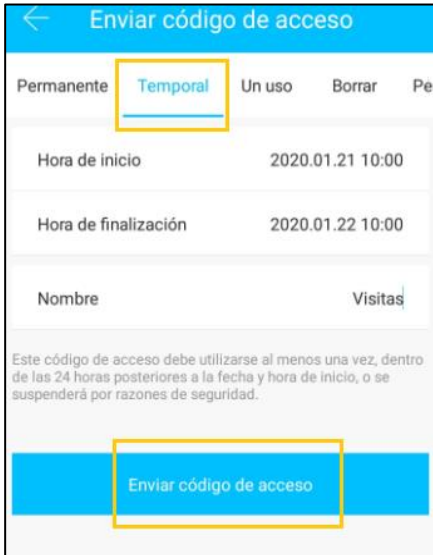 Enviar código de acceso
Permanente Temporal Un uso Borrar Pe
Hora de inicio 2020.01.21 10:00
Hora de finalización 2020.01.22 10:00
Nombre Visitas
Este código de acceso debe utilizarse al menos una vez, dentro
de las 24 horas posteriores a la fecha y hora de inicio, o se
suspenderá por razones de seguridad.
Enviar código de acceso